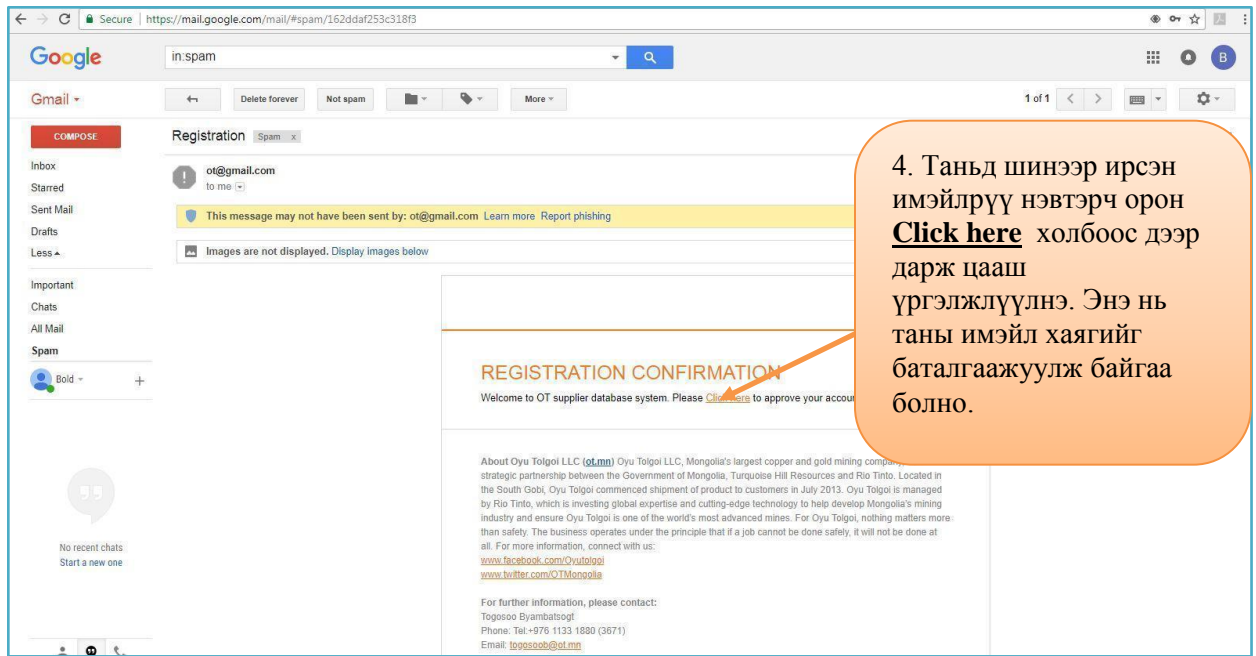 Secure https://mail.google.com/mail/#spam/162ddaf253c318f3
Google in:spam B
Gmail Delete forever Not spam More 1 of 1
COMPOSE Registration Spam x
Inbox
Starred
Sent Mail
Drafts
Less
Important
Chats
All Mail
Spam
Bold +
No recent chats
Start a new one
ot@gmail.com
to me
This message may not have been sent by: ot@gmail.com Learn more Report phishing
Images are not displayed. Display images below
REGISTRATION CONFIRMATION
Welcome to OT supplier database system. Please Click here to approve your
About Oyu Tolgoi LLC (ot.mn) Oyu Tolgoi LLC, Mongolia's largest copper and gold mining
strategic partnership between the Government of Mongolia, Turquoise Hill Resources and Rio Tinto. Located in
the South Gobi, Oyu Tolgoi commenced shipment of product to customers in July 2013. Oyu Tolgoi is managed
by Rio Tinto, which is investing global expertise and cutting-edge technology to help develop Mongolia's mining
industry and ensure Oyu Tolgoi is one of the world's most advanced mines. For Oyu Tolgoi, nothing matters more
than safety. The business operates under the principle that if a job cannot be done safely, it will not be done at
all. For more information, connect with us:
www.facebook.com/Oyutolgoi
www.twitter.com/OTMongolia
For further information, please contact:
Togosoo Byambatsogt
Phone: Tel:+976 1133 1880 (3671)
Email: togosoob@ot.mn
4. Таньд шинээр ирсэн
имэйлрүү нэвтэрч орон
Click here холбоос дээр
дарж цааш
үргэлжлүүлнэ. Энэ нь
таны имэйл хаягийг
баталгаажуулж байгаа
болно.